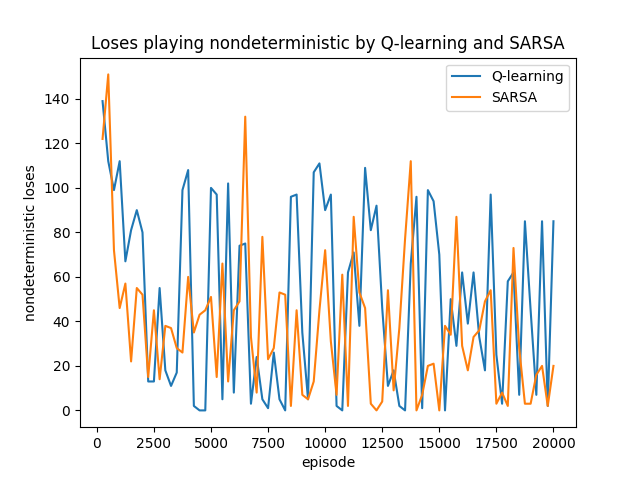 Loses playing nondeterministic by Q-learning and SARSA
Q-learning
SARSA
nondeterministic loses
140
120
100
80
60
40
20
0
0 2500 5000 7500 10000 12500 15000 17500 20000
episode